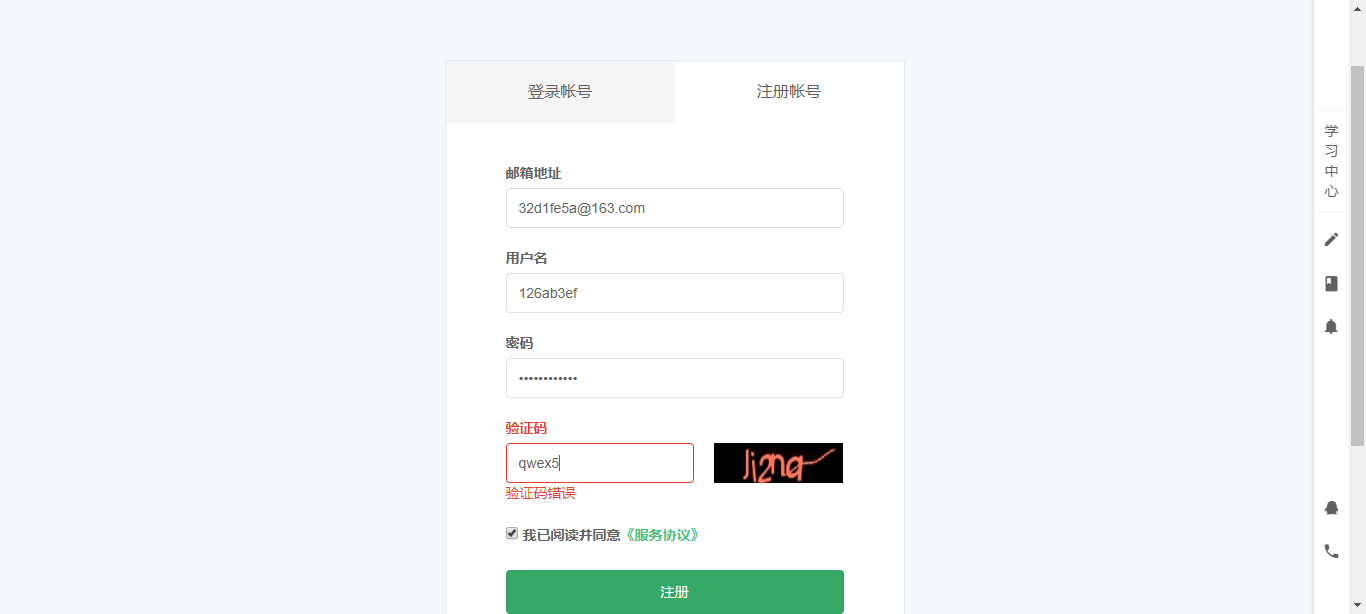 登录帐号
注册帐号
邮箱地址
32d1fe5a@163.com
用户名
126ab3ef
密码
••••••••••••
验证码
qwex5
验证码错误
我已阅读并同意《服务协议》
注册
学
习
中
心